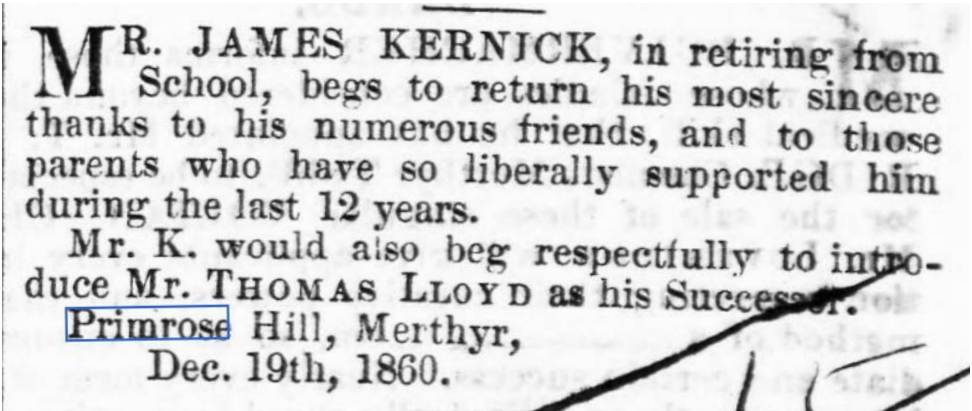 MR. JAMES KERNICK, in retiring from
School, begs to return his most sincere
thanks to his numerous friends, and to those
parents who have so liberally supported him
during the last 12 years.
Mr. K. would also beg respectfully to intro-
duce Mr. THOMAS LLOYD as his Successor.
Primrose Hill, Merthyr,
Dec. 19th, 1860.